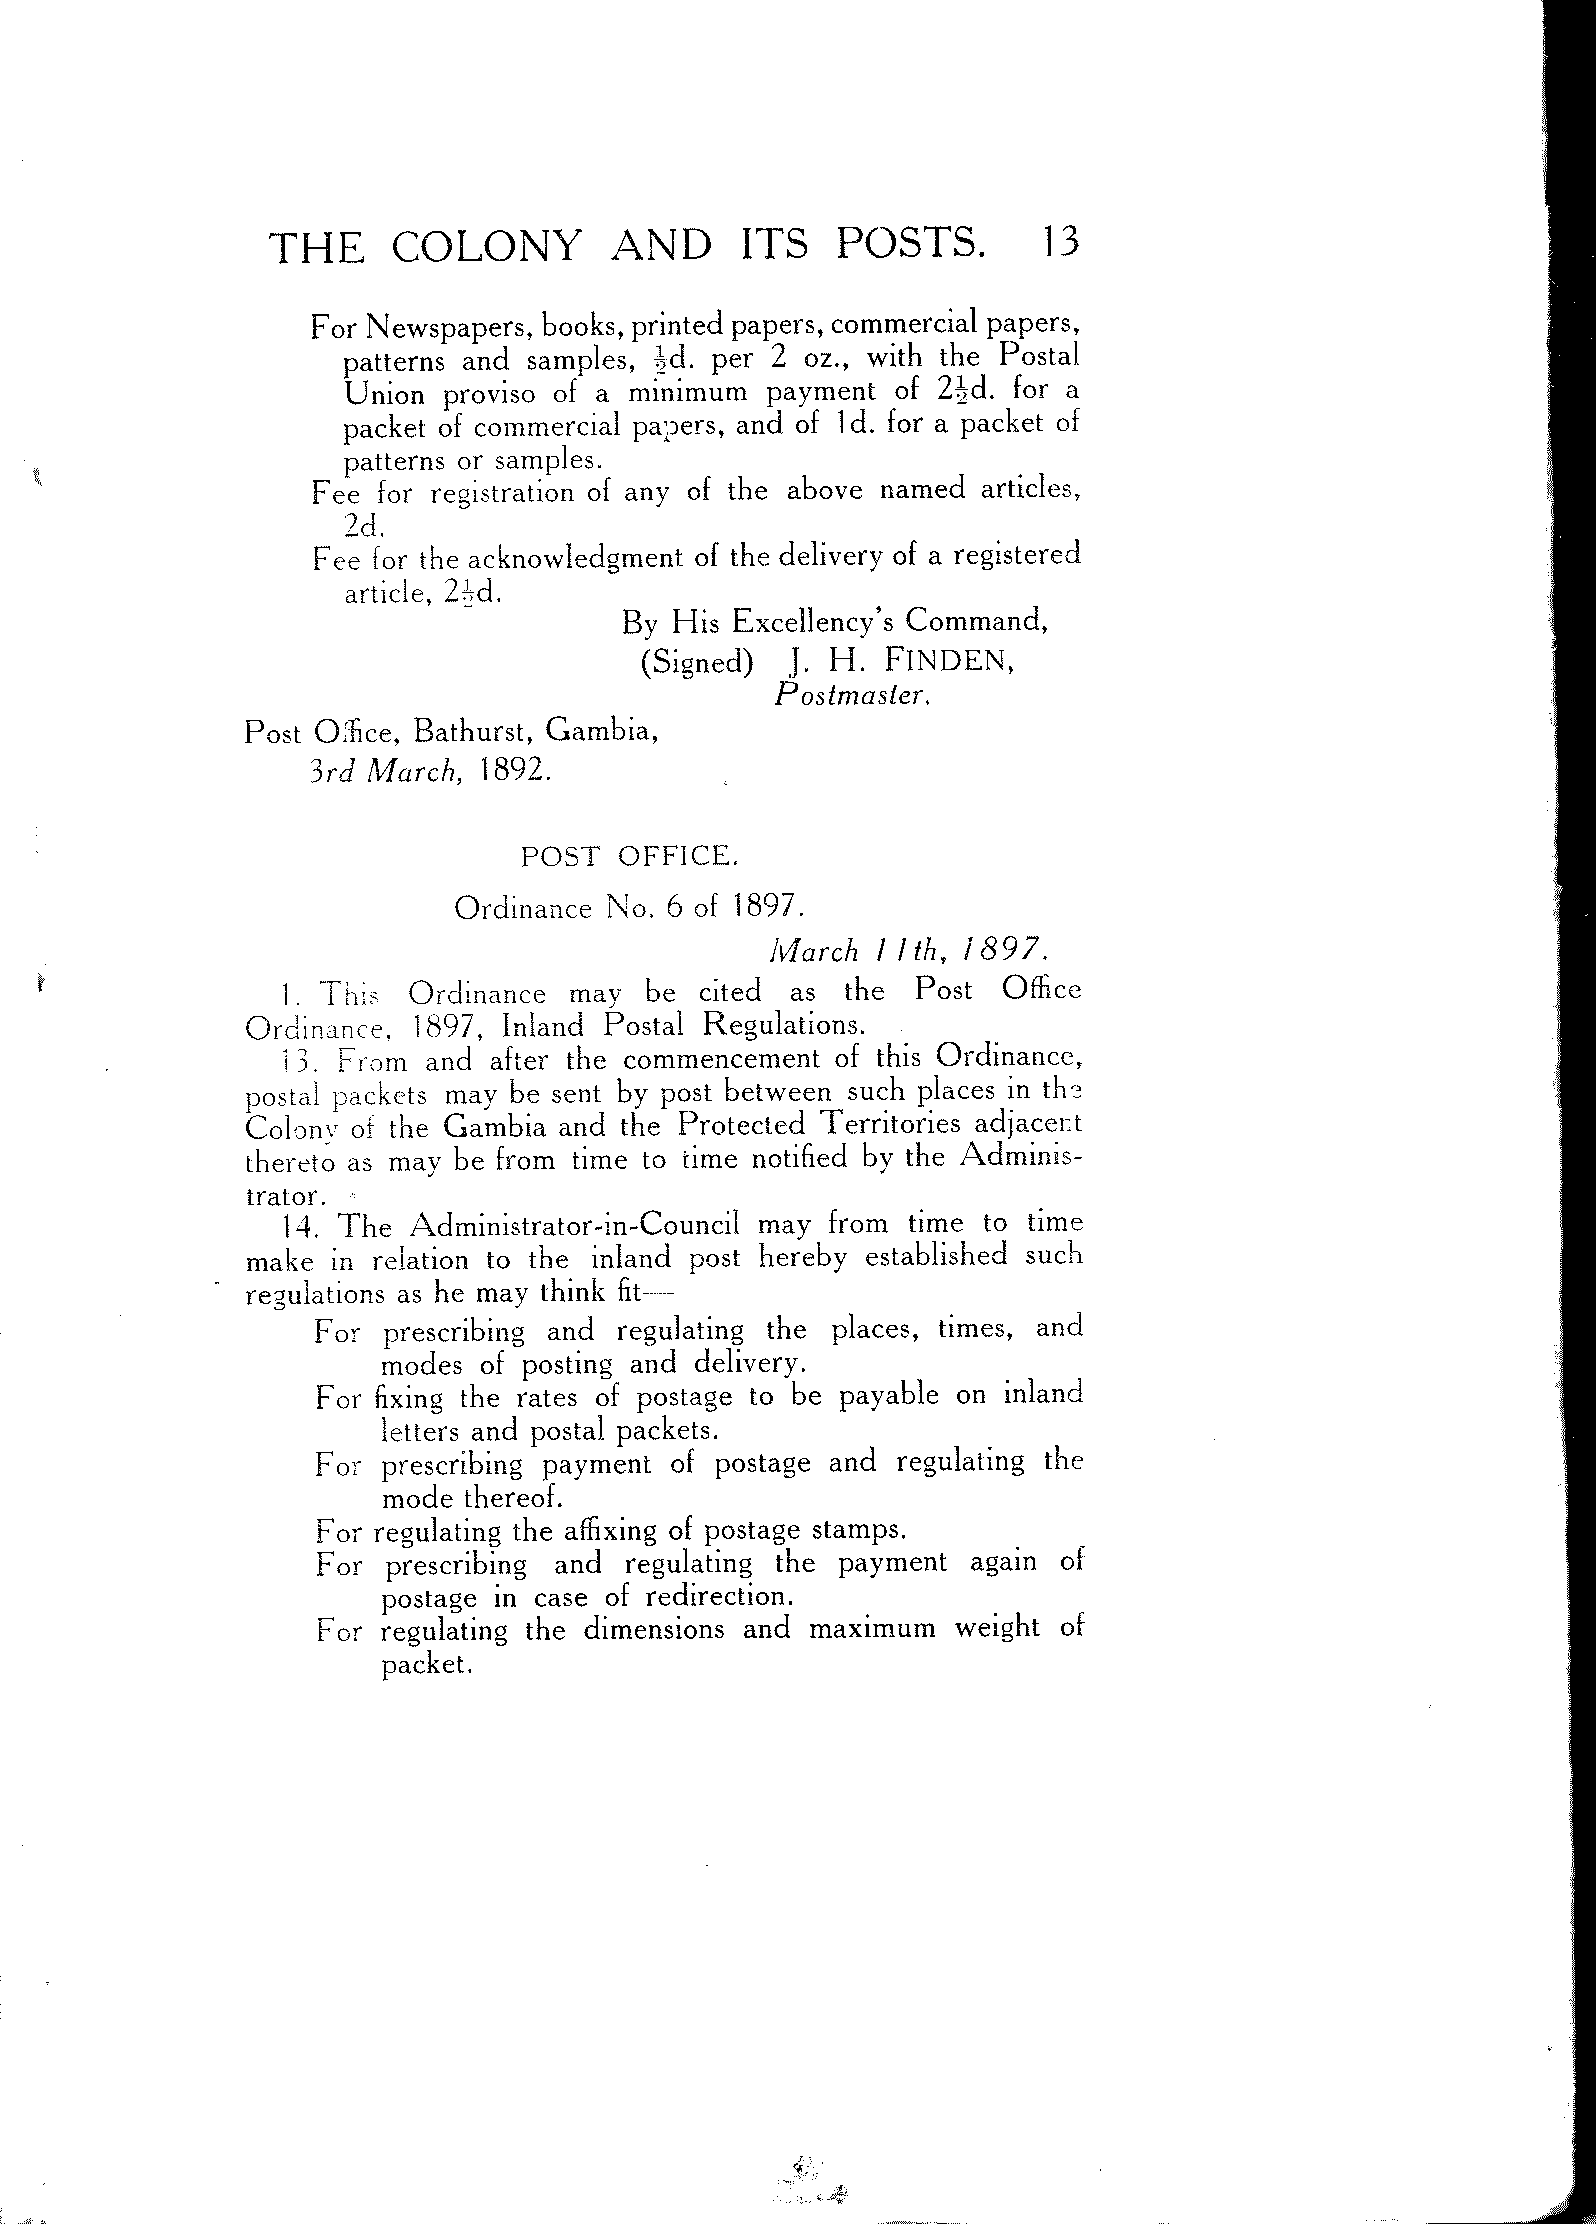 THE COLONY AND ITS POSTS. 13
For Newspapers, books, printed papers, commercial papers,
patterns and samples, ½d. per 2 oz., with the Postal
Union proviso of a minimum payment of 2½d. for a
packet of commercial papers, and of 1d. for a packet of
patterns or samples.
Fee for registration of any of the above named articles,
2d.
Fee for the acknowledgment of the delivery of a registered
article, 2½d.
By His Excellency's Command,
(Signed) J. H. FINDEN,
Postmaster.
Post Office, Bathurst, Gambia,
3rd March, 1892.
POST OFFICE.
Ordinance No. 6 of 1897.
March 11th, 1897.
1. This Ordinance may be cited as the Post Office
Ordinance, 1897, Inland Postal Regulations.
13. From and after the commencement of this Ordinance,
postal packets may be sent by post between such places in the
Colony of the Gambia and the Protected Territories adjacent
thereto as may be from time to time notified by the Adminis-
trator.
14. The Administrator-in-Council may from time to time
make in relation to the inland post hereby established such
regulations as he may think fit—
For prescribing and regulating the places, times, and
modes of posting and delivery.
For fixing the rates of postage to be payable on inland
letters and postal packets.
For prescribing payment of postage and regulating the
mode thereof.
For regulating the affixing of postage stamps.
For prescribing and regulating the payment again of
postage in case of redirection.
For regulating the dimensions and maximum weight of
packet.